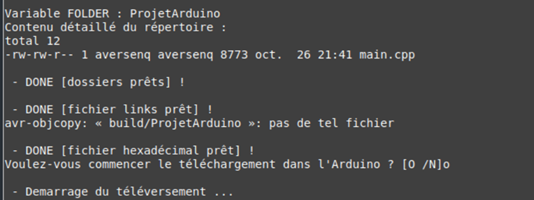 Variable FOLDER : ProjetArduino
Contenu détaillé du répertoire :
total 12
-rw-rw-r-- 1 aversenq aversenq 8773 oct.  26 21:41 main.cpp
- DONE [dossiers prêts] !
- DONE [fichier links prêt] !
avr-objcopy: « build/ProjetArduino »: pas de tel fichier
- DONE [fichier hexadécimal prêt] !
Voulez-vous commencer le téléchargement dans l'Arduino ? [O /N]o
- Demarrage du téléversement ...